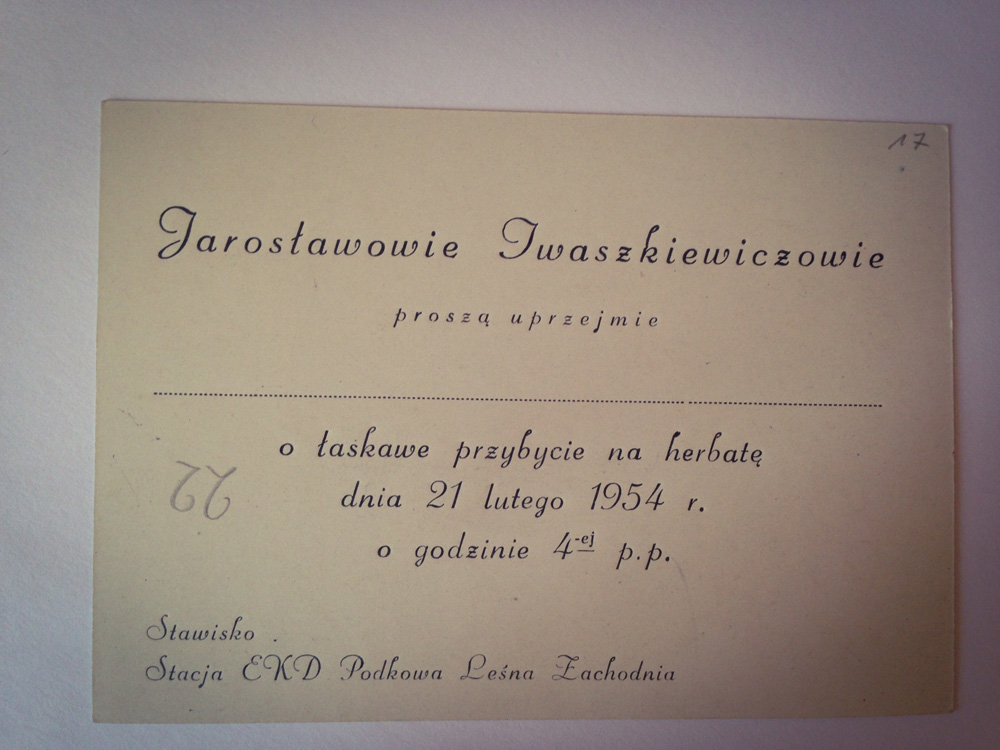 17
Jarosławowie Iwaszkiewiczowie
proszą uprzejmie
o łaskawe przybycie na herbatę
22
dnia 21 lutego 1954 r.
o godzinie 4-ej p.p.
Stawisko
Stacja EKD Podkowa Leśna Zachodnia